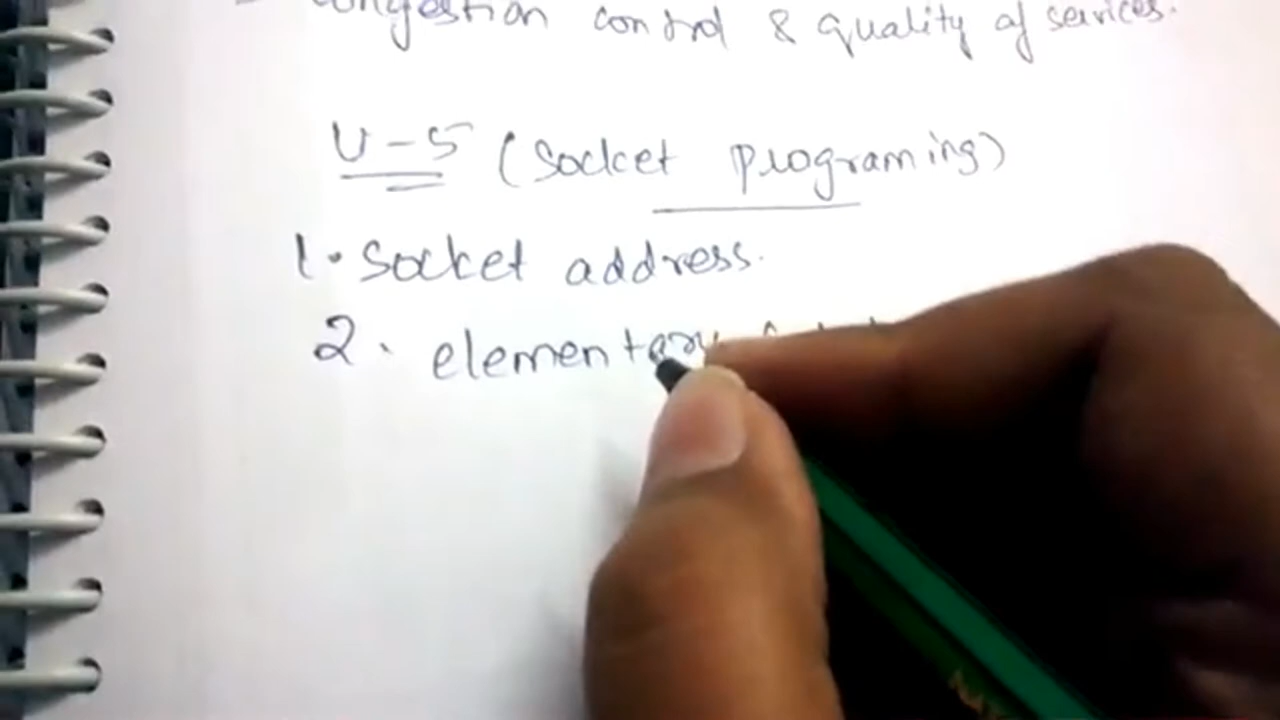 congestion control & quality of services.
U-5 (Socket programing)
1. Socket address.
2. elementary